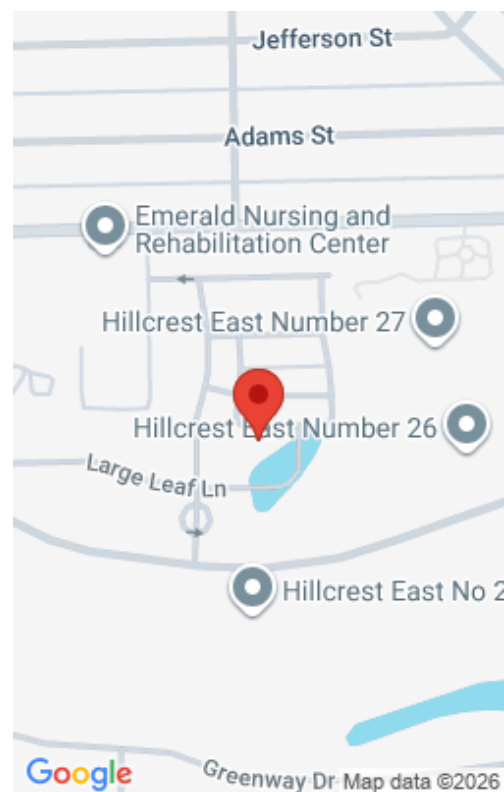 Jefferson St
Adams St
Emerald Nursing and
Rehabilitation Center
Hillcrest East Number 27
Hillcrest East Number 26
Large Leaf Ln
Hillcrest East No 2
Google
Greenway Dr
Map data ©2026